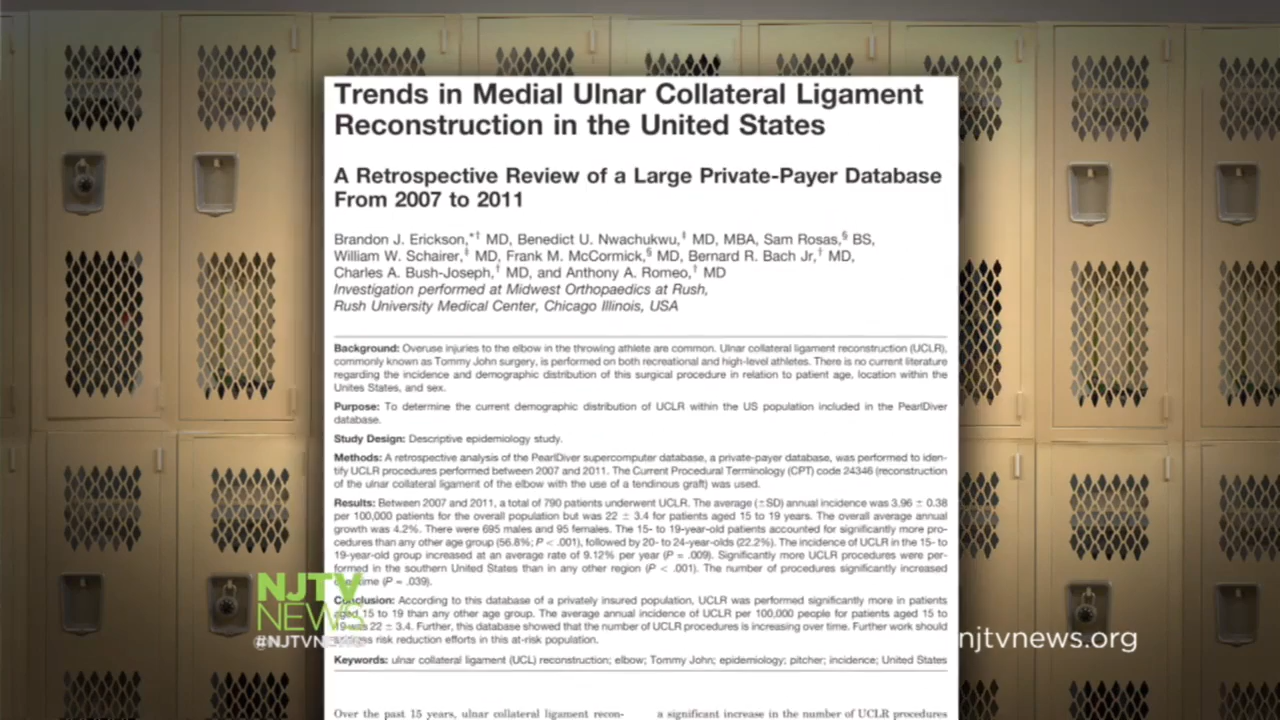 Trends in Medial Ulnar Collateral Ligament
Reconstruction in the United States
A Retrospective Review of a Large Private-Payer Database
From 2007 to 2011
Brandon J. Erickson,*† MD, Benedict U. Nwachukwu,‡ MD, MBA, Sam Rosas,§ BS,
William W. Schairer,‡ MD, Frank M. McCormick,§ MD, Bernard R. Bach Jr,† MD,
Charles A. Bush-Joseph,† MD, and Anthony A. Romeo,† MD
Investigation performed at Midwest Orthopaedics at Rush,
Rush University Medical Center, Chicago Illinois, USA
Background: Overuse injuries to the elbow in the throwing athlete are common. Ulnar collateral ligament reconstruction (UCLR),
commonly known as Tommy John surgery, is performed on both recreational and high-level athletes. There is no current literature
regarding the incidence and demographic distribution of this surgical procedure in relation to patient age, location within the
Unites States, and sex.
Purpose: To determine the current demographic distribution of UCLR within the US population included in the PearlDiver
database.
Study Design: Descriptive epidemiology study.
Methods: A retrospective analysis of the PearlDiver supercomputer database, a private-payer database, was performed to iden-
tify UCLR procedures performed between 2007 and 2011. The Current Procedural Terminology (CPT) code 24346 (reconstruction
of the ulnar collateral ligament of the elbow with the use of a tendinous graft) was used.
Results: Between 2007 and 2011, a total of 790 patients underwent UCLR. The average (±SD) annual incidence was 3.96 ± 0.38
per 100,000 patients for the overall population but was 22 ± 3.4 for patients aged 15 to 19 years. The overall average annual
growth was 4.2%. There were 695 males and 95 females. The 15- to 19-year-old patients accounted for significantly more pro-
cedures than any other age group (56.8%; P < .001), followed by 20- to 24-year-olds (22.2%). The incidence of UCLR in the 15- to
19-year-old group increased at an average rate of 9.12% per year (P = .009). Significantly more UCLR procedures were per-
formed in the southern United States than in any other region (P < .001). The number of procedures significantly increased
time (P = .039).
Conclusion: According to this database of a privately insured population, UCLR was performed significantly more in patients
aged 15 to 19 than any other age group. The average annual incidence of UCLR per 100,000 people for patients aged 15 to
19 was 22 ± 3.4. Further, this database showed that the number of UCLR procedures is increasing over time. Further work should
risk reduction efforts in this at-risk population.
Keywords: ulnar collateral ligament (UCL) reconstruction; elbow; Tommy John; epidemiology; pitcher; incidence; United States
Over the past 15 years, ulnar collateral ligament recon-
a significant increase in the number of UCLR procedures
NJTV
NEWS
#NJTVNEWS
njtvnews.org